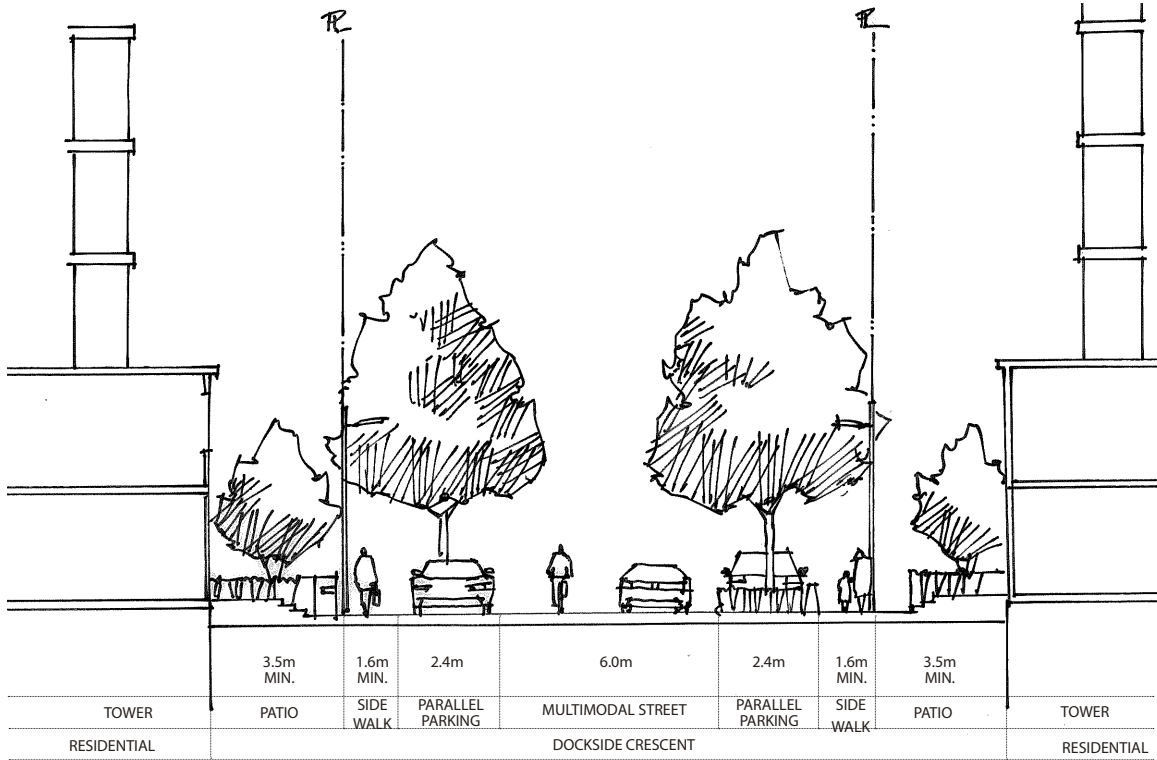 PL PL
3.5m 1.6m 2.4m 6.0m 2.4m 1.6m 3.5m
MIN. MIN. MIN. MIN.
TOWER PATIO SIDE WALK PARALLEL PARKING MULTIMODAL STREET PARALLEL PARKING SIDE WALK PATIO TOWER
RESIDENTIAL DOCKSIDE CRESCENT RESIDENTIAL